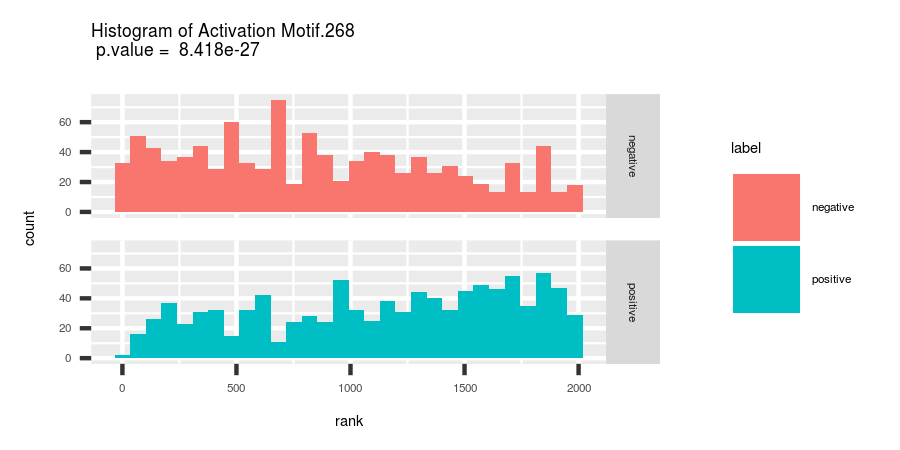 Histogram of Activation Motif.268
p.value = 8.418e-27
count
60
40
20
0
negative
60
40
20
0
positive
0 500 1000 1500 2000
rank
label
negative
positive